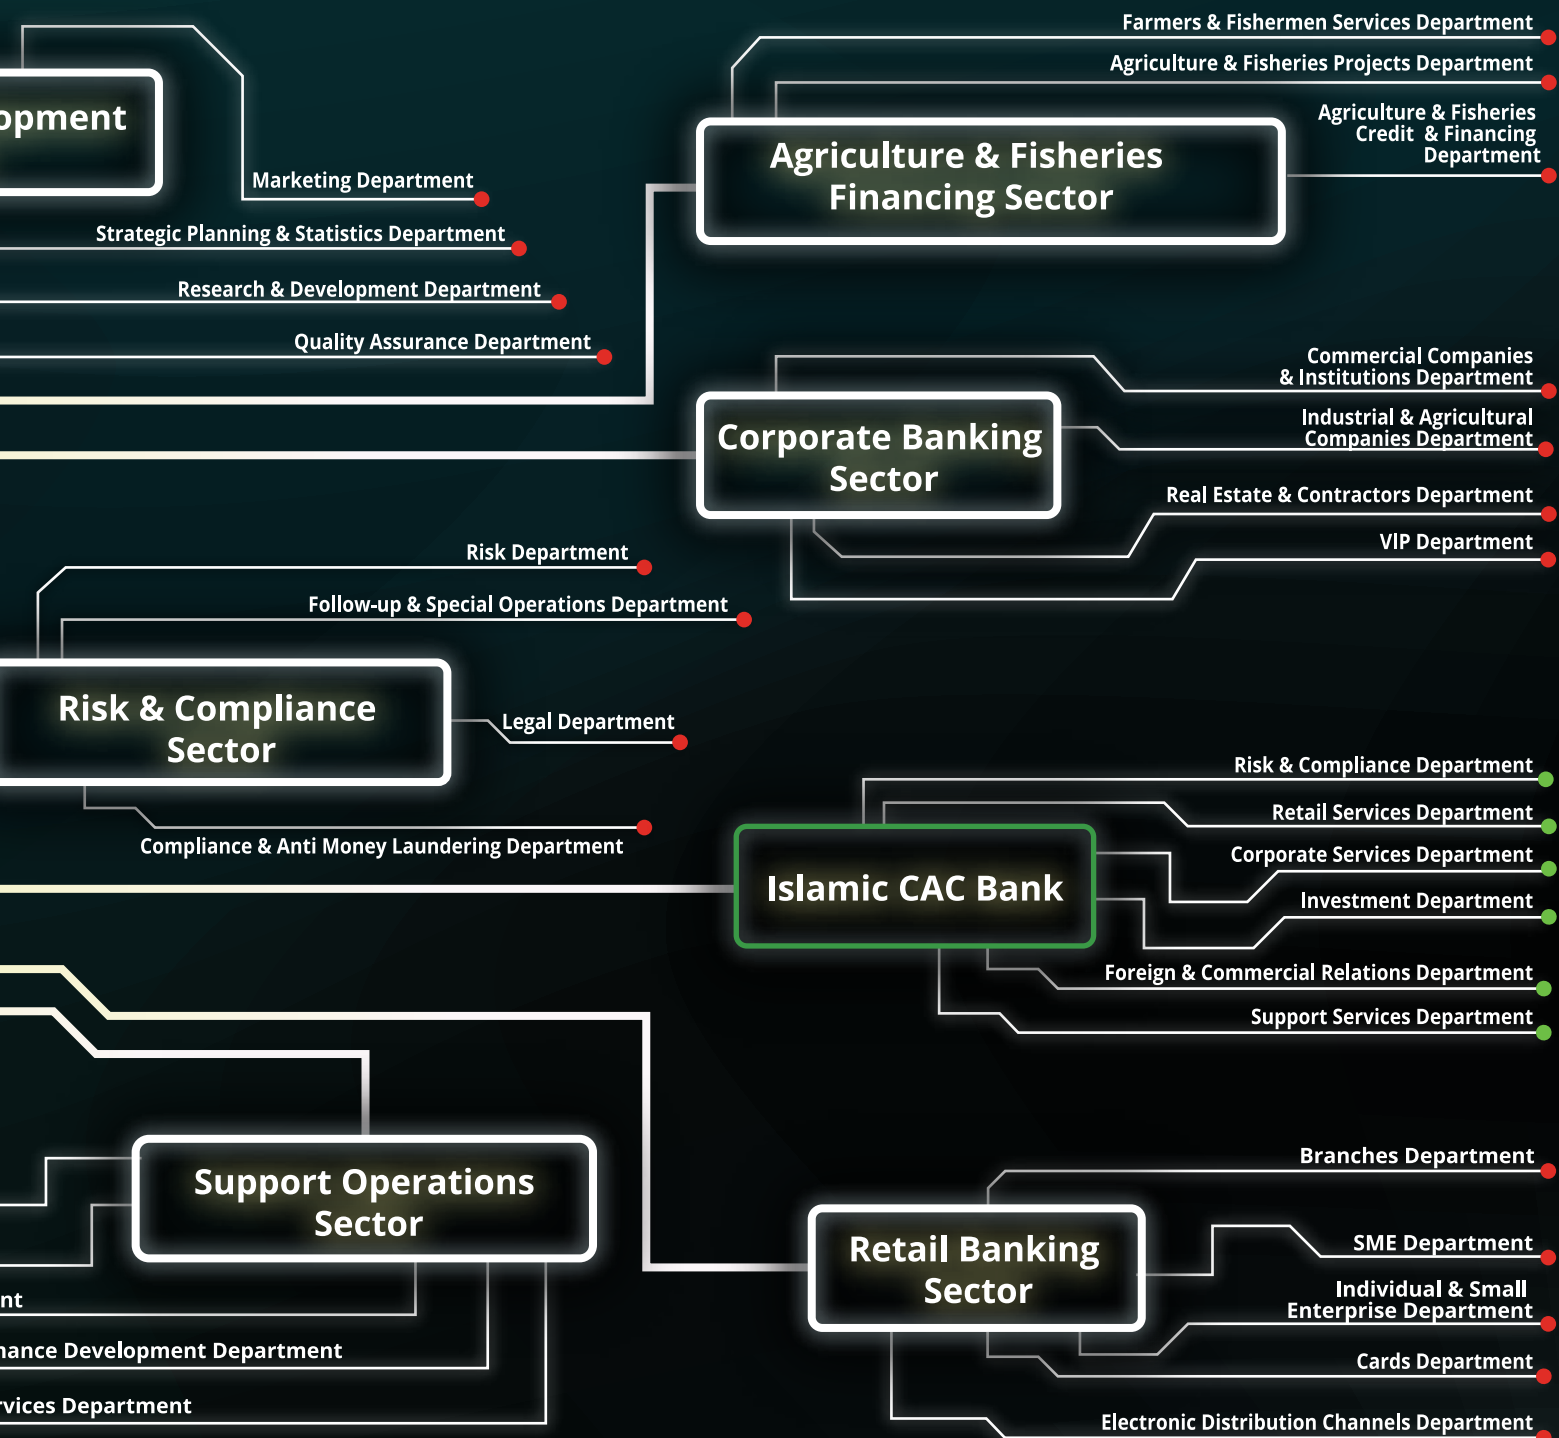 Farmers & Fishermen Services Department
Agriculture & Fisheries Projects Department
Agriculture & Fisheries
Credit & Financing
Department
Agriculture & Fisheries
Financing Sector
Marketing Department
Strategic Planning & Statistics Department
Research & Development Department
Quality Assurance Department
Commercial Companies
& Institutions Department
Industrial & Agricultural
Companies Department
Real Estate & Contractors Department
VIP Department
Corporate Banking
Sector
Risk Department
Follow-up & Special Operations Department
Risk & Compliance
Sector
Legal Department
Compliance & Anti Money Laundering Department
Risk & Compliance Department
Retail Services Department
Corporate Services Department
Investment Department
Foreign & Commercial Relations Department
Support Services Department
Islamic CAC Bank
Support Operations
Sector
Development Department
Department
Branches Department
SME Department
Individual & Small
Enterprise Department
Cards Department
Electronic Distribution Channels Department
Retail Banking
Sector